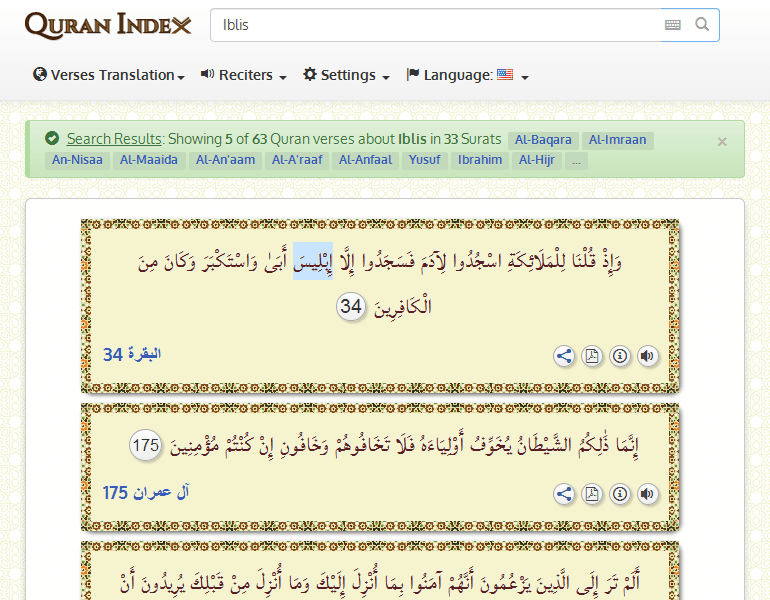 QURAN INDEX
Iblis
Verses Translation Reciters Settings Language:
Search Results: Showing 5 of 63 Quran verses about Iblis in 33 Surats Al-Baqara Al-Imraan
An-Nisaa Al-Maaida Al-An'aam Al-A'raaf Al-Anfaal Yusuf Ibrahim Al-Hijr ...
×
وَإِذْ قُلْنَا لِلْمَلَائِكَةِ اسْجُدُوا لِآدَمَ فَسَجَدُوا إِلَّا إِبْلِيسَ أَبَىٰ وَاسْتَكْبَرَ وَكَانَ مِنَ
الْكَافِرِينَ 34
البقرة 34
إِنَّمَا ذَٰلِكُمُ الشَّيْطَانُ يُخَوِّفُ أَوْلِيَاءَهُ فَلَا تَخَافُوهُمْ وَخَافُونِ إِنْ كُنْتُمْ مُؤْمِنِينَ 175
آل عمران 175
أَلَمْ تَرَ إِلَى الَّذِينَ يَزْعُمُونَ أَنَّهُمْ آمَنُوا بِمَا أُنْزِلَ إِلَيْكَ وَمَا أُنْزِلَ مِنْ قَبْلِكَ يُرِيدُونَ أَنْ